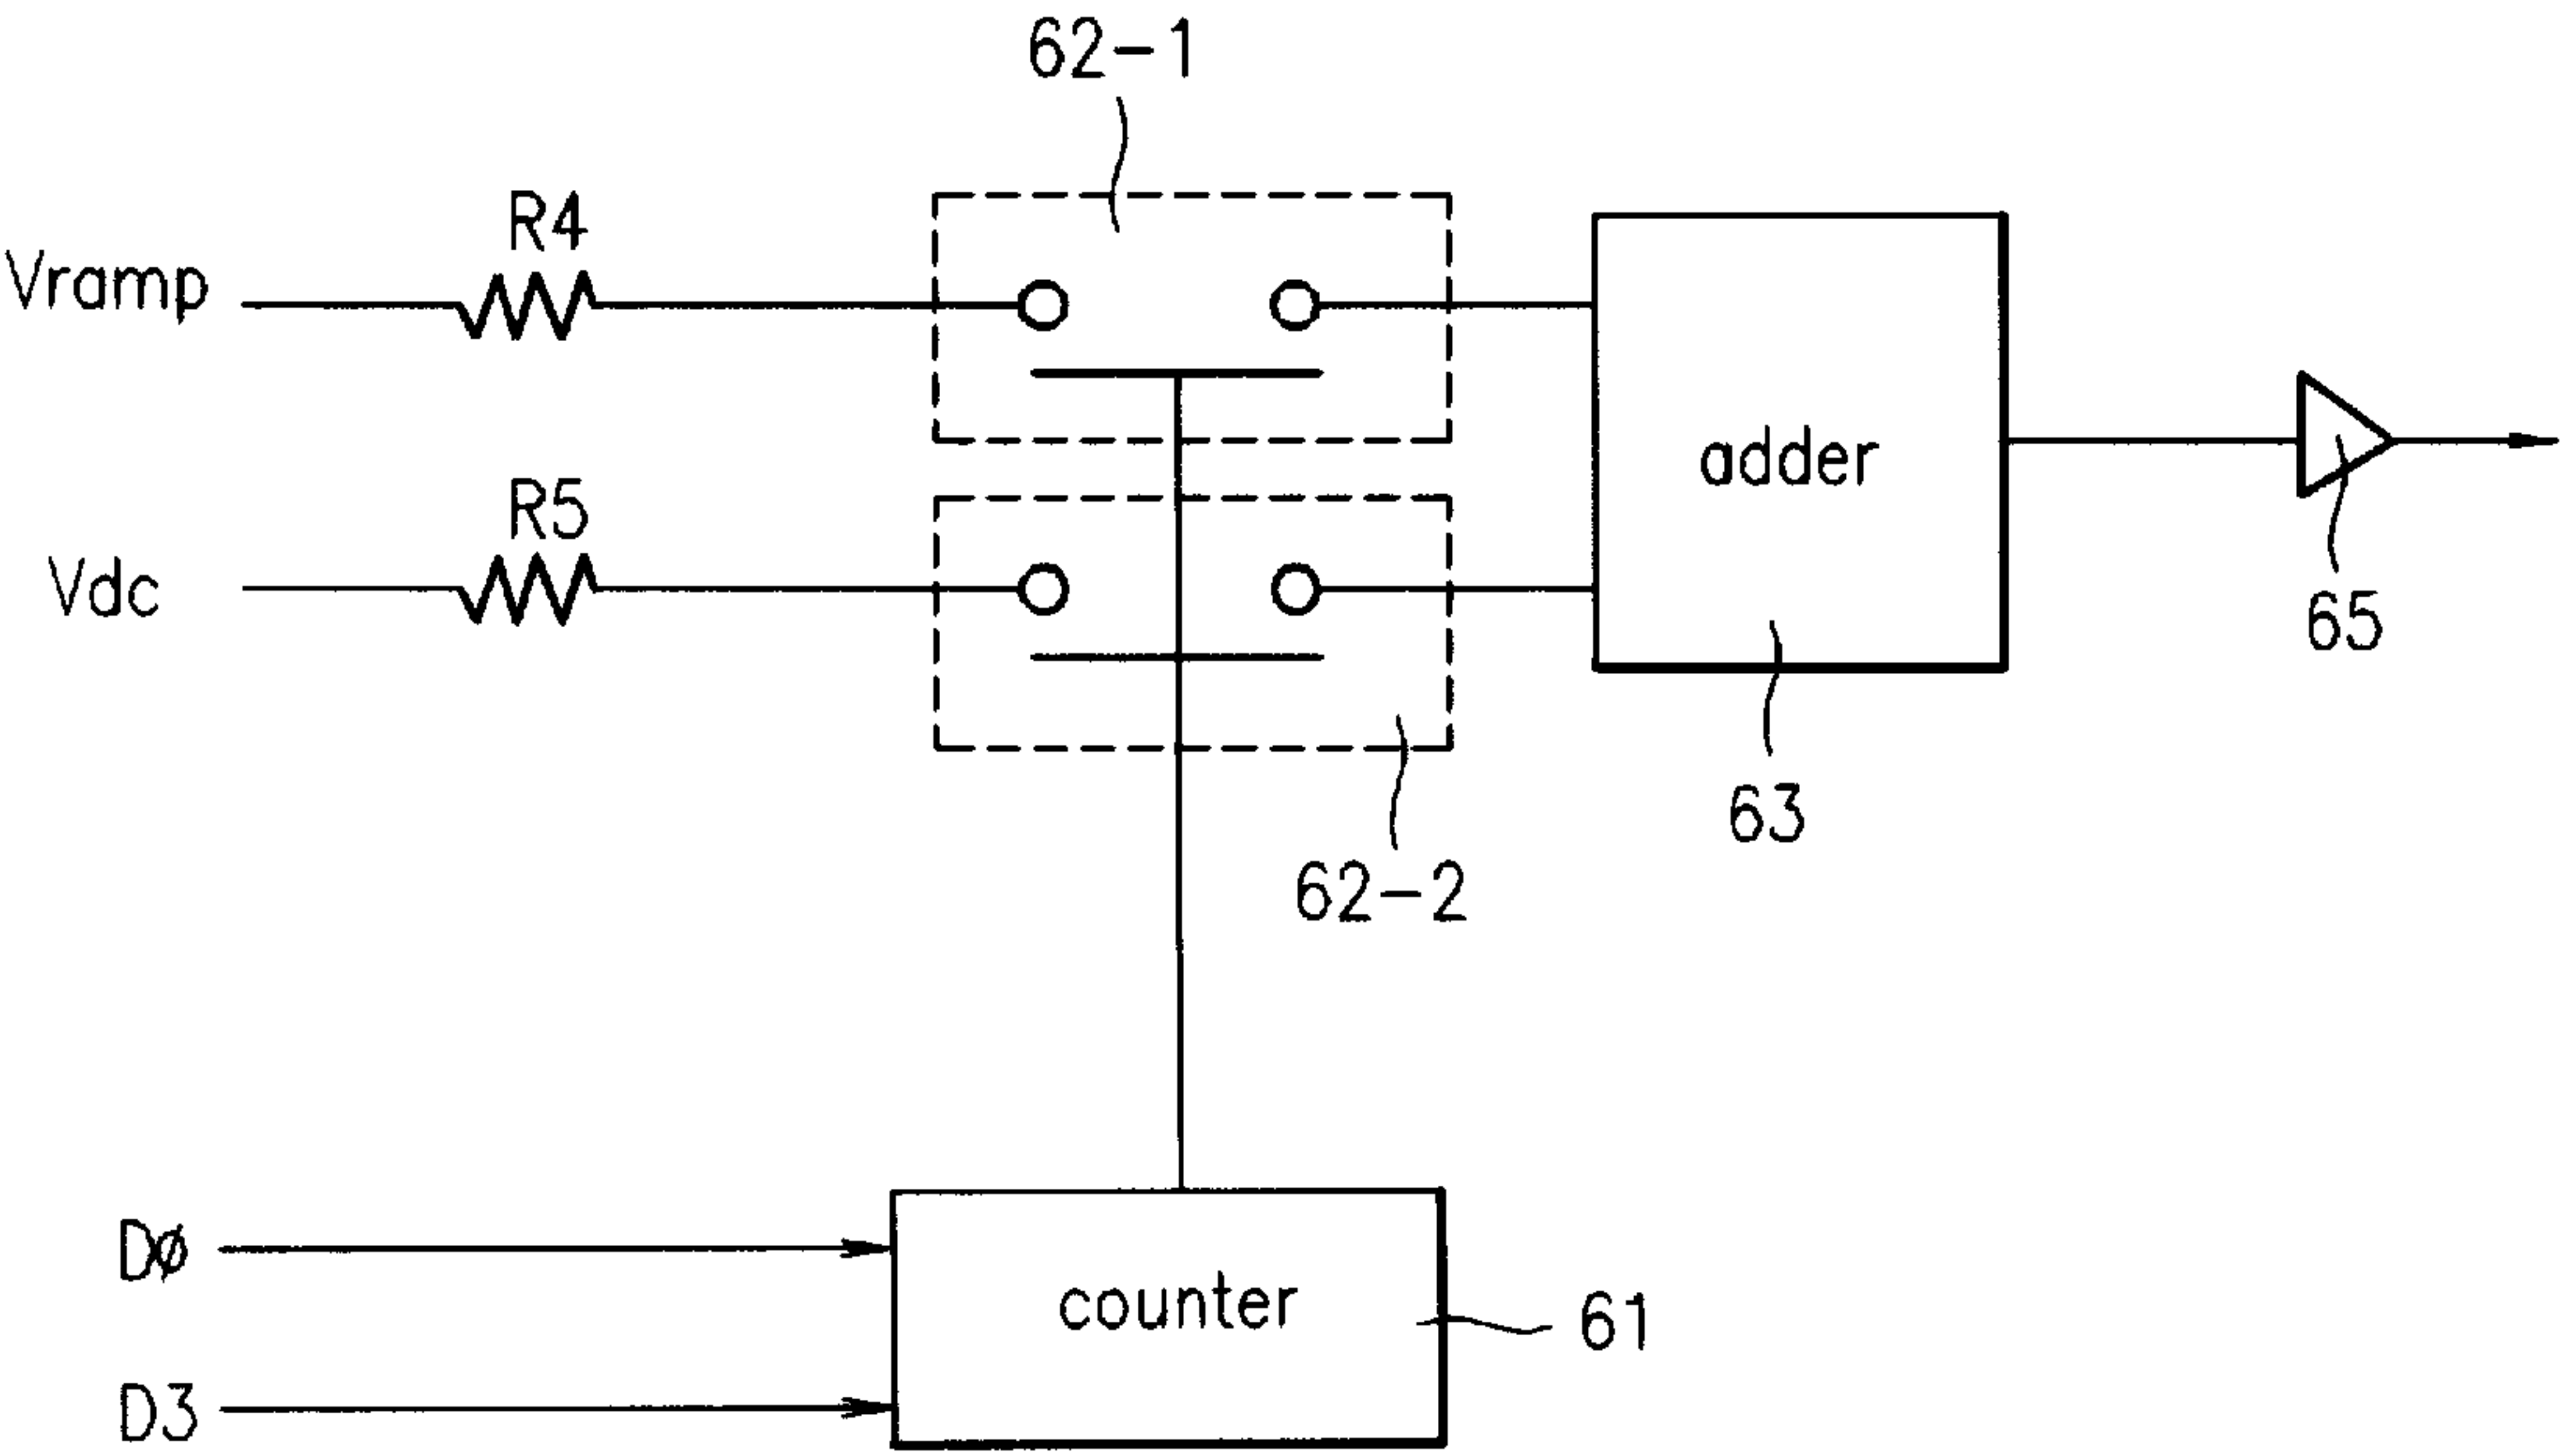 62-1
R4
Vramp
adder
R5
Vdc
65
63
62-2
Dø
counter
61
D3